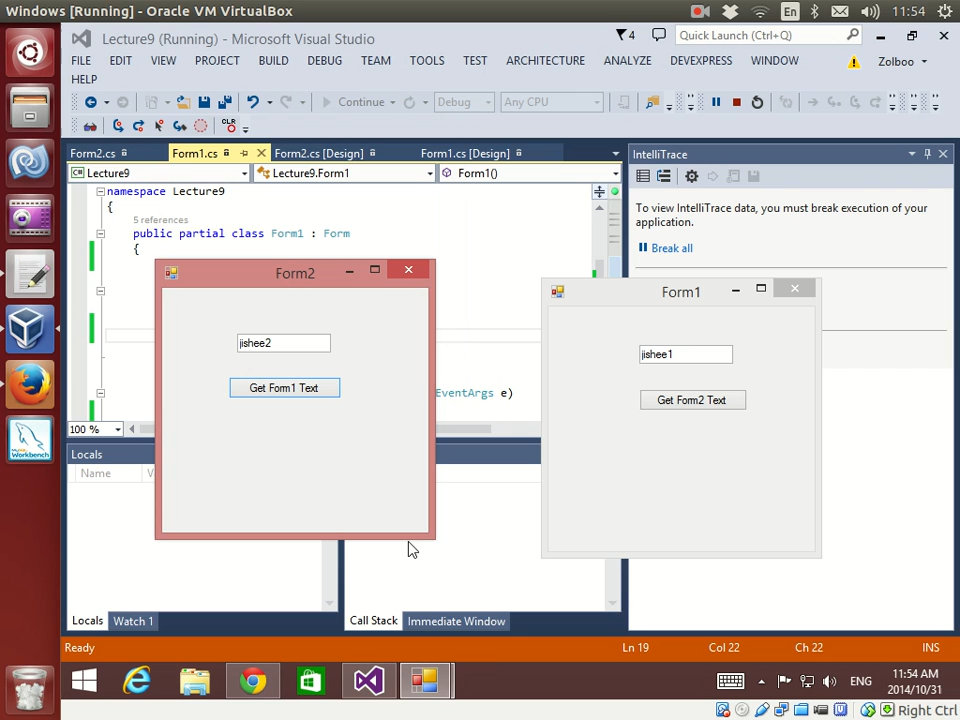 Windows [Running] - Oracle VM VirtualBox
En
11:54
Lecture9 (Running) - Microsoft Visual Studio
4
Quick Launch (Ctrl+Q)
FILE EDIT VIEW PROJECT BUILD DEBUG TEAM TOOLS TEST ARCHITECTURE ANALYZE DEVEXPRESS WINDOW
Zolboo
HELP
Continue
Debug
Any CPU
CLR
Form2.cs
Form1.cs
Form2.cs [Design]
Form1.cs [Design]
IntelliTrace
C# Lecture9
Lecture9.Form1
Form1()
namespace Lecture9
{
5 references
public partial class Form1 : Form
{
EventArgs e)
100 %
To view IntelliTrace data, you must break execution of your
application.
Break all
Form2
jishee2
Get Form1 Text
Form1
jishee1
Get Form2 Text
Locals
Name
V
Locals
Watch 1
Call Stack
Immediate Window
Ready
Ln 19
Col 22
Ch 22
INS
MySQL
Workbench
ENG
11:54 AM
2014/10/31
Right Ctrl